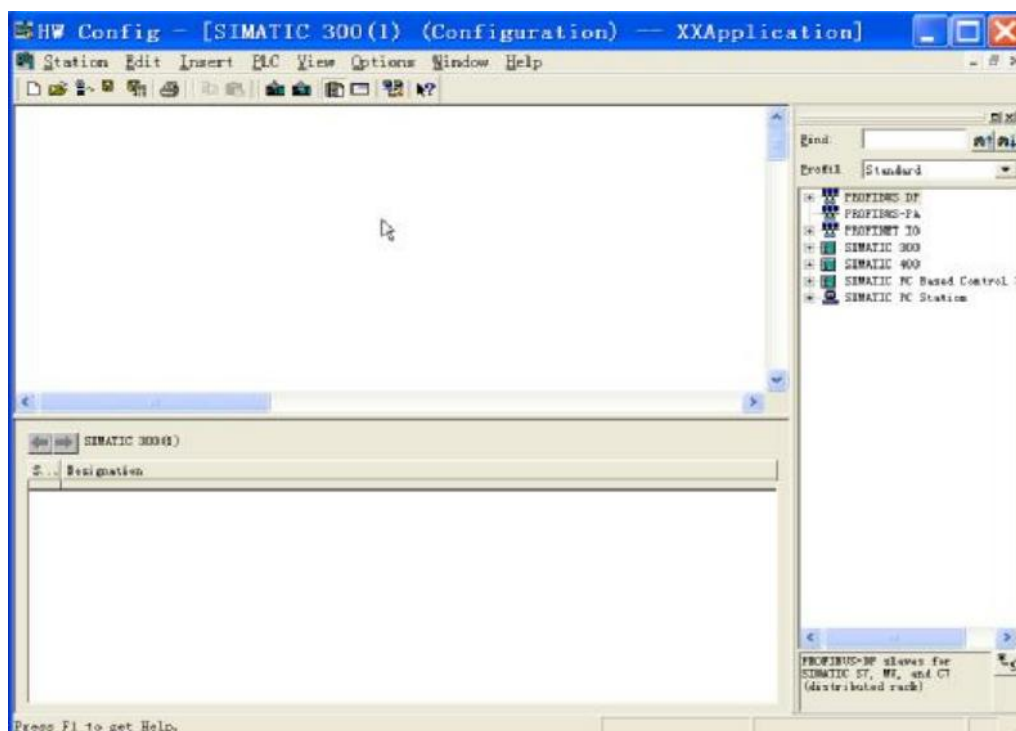 HW Config - [SIMATIC 300(1) (Configuration) -- XXApplication]
Station Edit Insert PLC View Options Window Help
Find:
Profil Standard
PROFIBUS DP
PROFIBUS-PA
PROFINET IO
SIMATIC 300
SIMATIC 400
SIMATIC PC Based Control
SIMATIC PC Station
SIMATIC 300(1)
S... Designation
PROFIBUS-DP slaves for
SIMATIC S7, M7, and C7
(distributed rack)
Press F1 to get Help.